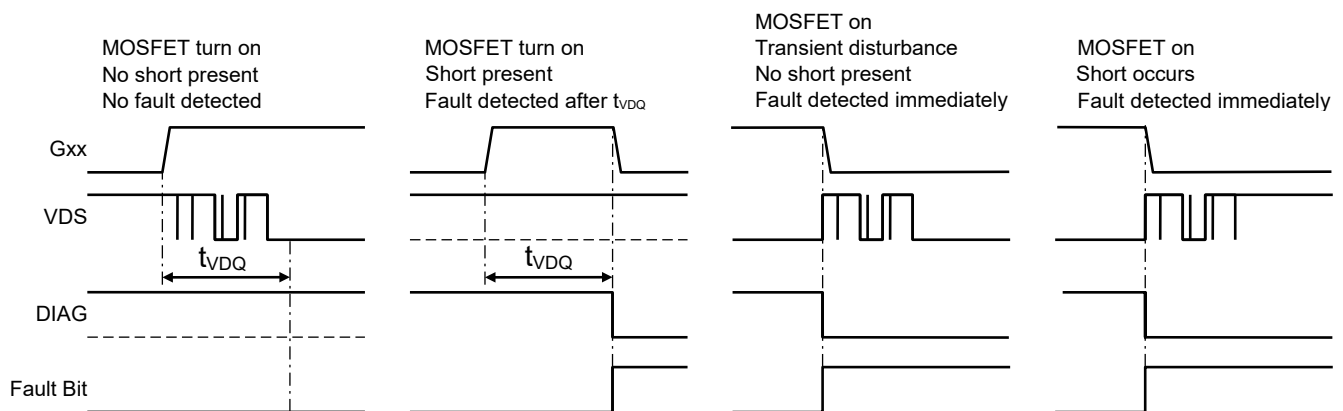 MOSFET turn on
No short present
No fault detected
MOSFET turn on
Short present
Fault detected after tVDQ
MOSFET on
Transient disturbance
No short present
Fault detected immediately
MOSFET on
Short occurs
Fault detected immediately
Gxx
VDS
tVDQ
tVDQ
DIAG
Fault Bit